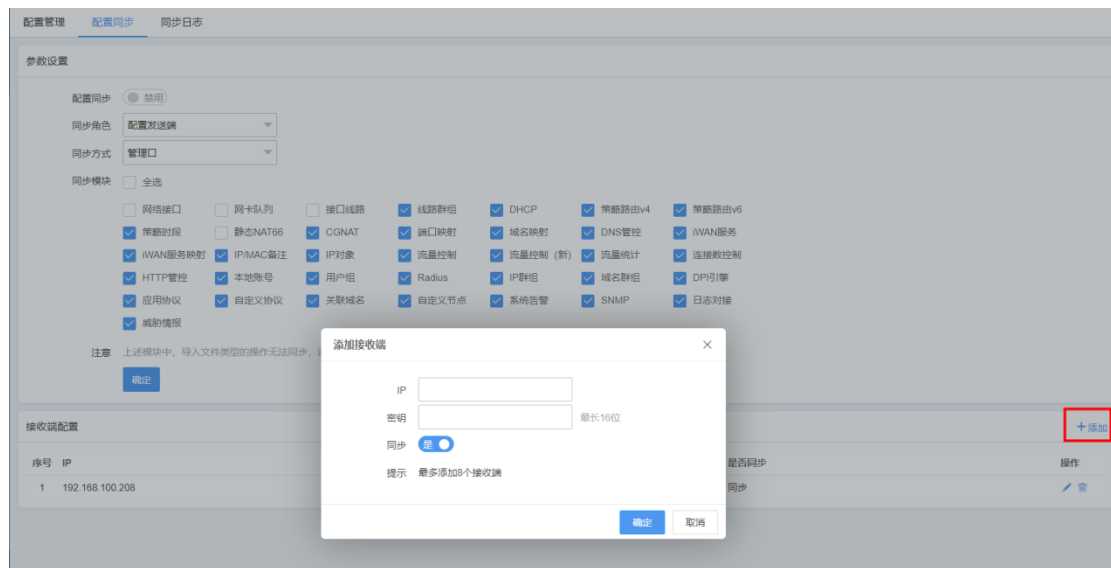 配置管理 配置同步 同步日志
参数设置
配置同步 禁用
同步角色 配置发送端
同步方式 管理口
同步模块 全选
网络接口 网卡队列 接口线路 线路群组 DHCP 策略路由v4 策略路由v6
策略时段 静态NAT66 CGNAT 端口映射 域名映射 DNS管控 iWAN服务
iWAN服务映射 IP/MAC备注 IP对象 流量控制 流量控制（新） 流量统计 连接数控制
HTTP管控 本地账号 用户组 Radius IP群组 域名群组 DPI引擎
应用协议 自定义协议 关联域名 自定义节点 系统告警 SNMP 日志对接
威胁情报
注意 上述模块中，导入文件类型的操作无法同步，
确定
添加接收端
IP
密钥 最长16位
同步 是
提示 最多添加8个接收端
确定 取消
接收端配置 +添加
序号 IP 是否同步 操作
1 192.168.100.208 同步